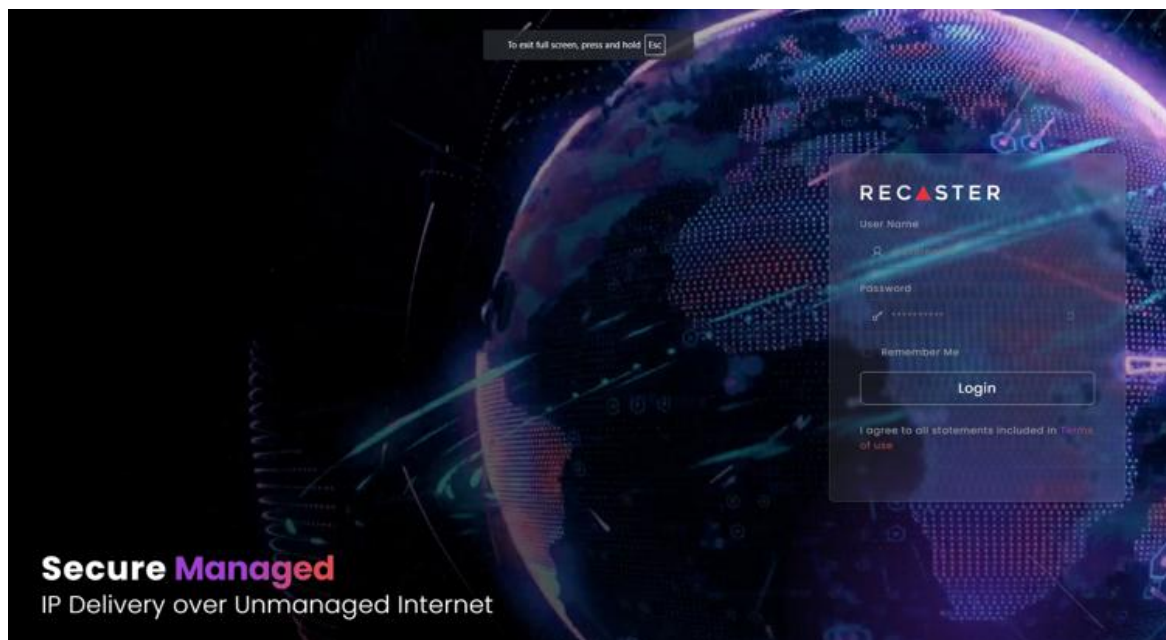 To exit full screen, press and hold Esc
RECASTER
User Name
Password
**********
Remember Me
Login
I agree to all statements included in Terms
of use
Secure Managed
IP Delivery over Unmanaged Internet